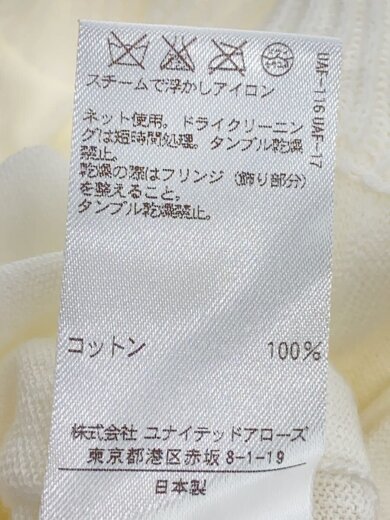 スチームで浮かしアイロン
ネット使用。ドライクリーニン
グは短時間処理。タンブル乾燥
禁止。
乾燥の際はフリンジ（飾り部分）
を整えること。
タンブル乾燥禁止。
コットン 100%
株式会社 ユナイテッドアローズ
東京都港区赤坂 8-1-19
日本製
UAF-116 UAF-17